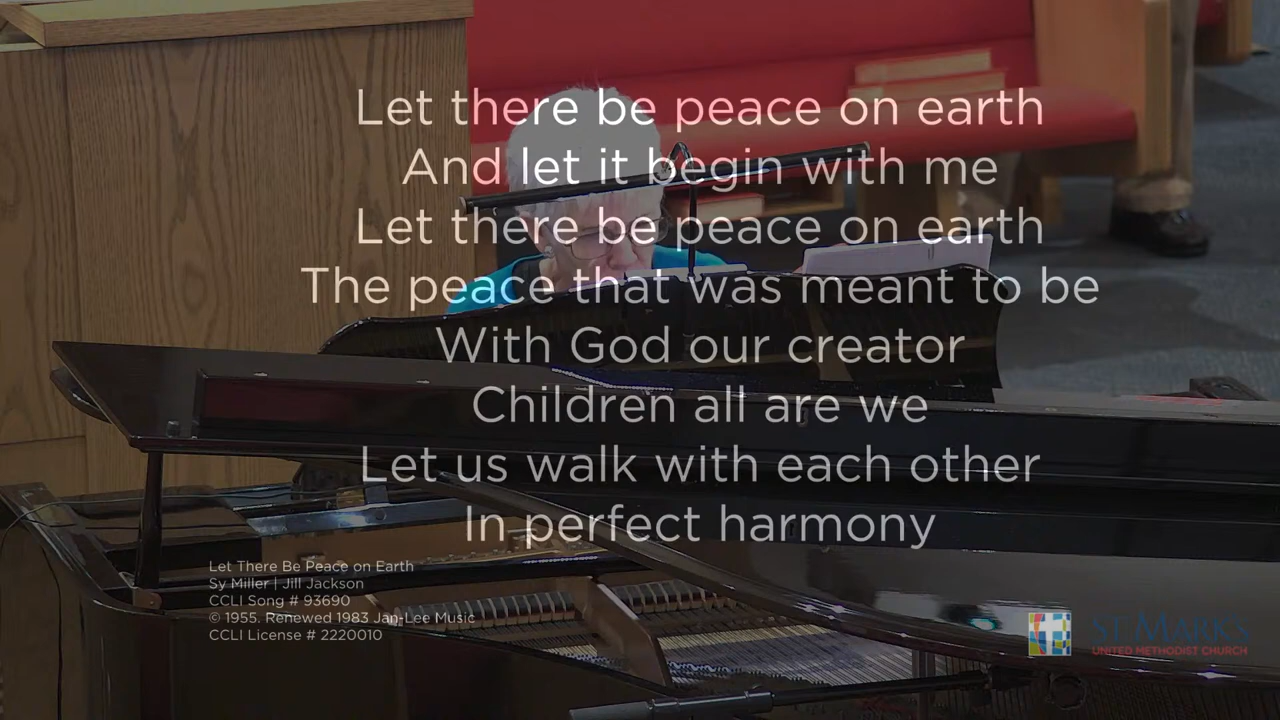 Let there be peace on earth
And let it begin with me
Let there be peace on earth
The peace that was meant to be
With God our creator
Children all are we
Let us walk with each other
In perfect harmony
Let There Be Peace on Earth
Sy Miller | Jill Jackson
CCLI Song # 93690
© 1955. Renewed 1983 Jan-Lee Music
CCLI License # 2220010
ST. MARK'S
UNITED METHODIST CHURCH